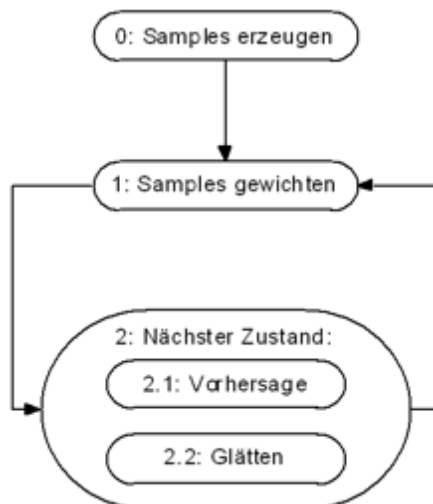 0: Samples erzeugen
1: Samples gewichten
2: Nächster Zustand:
2.1: Vorhersage
2.2: Glätten